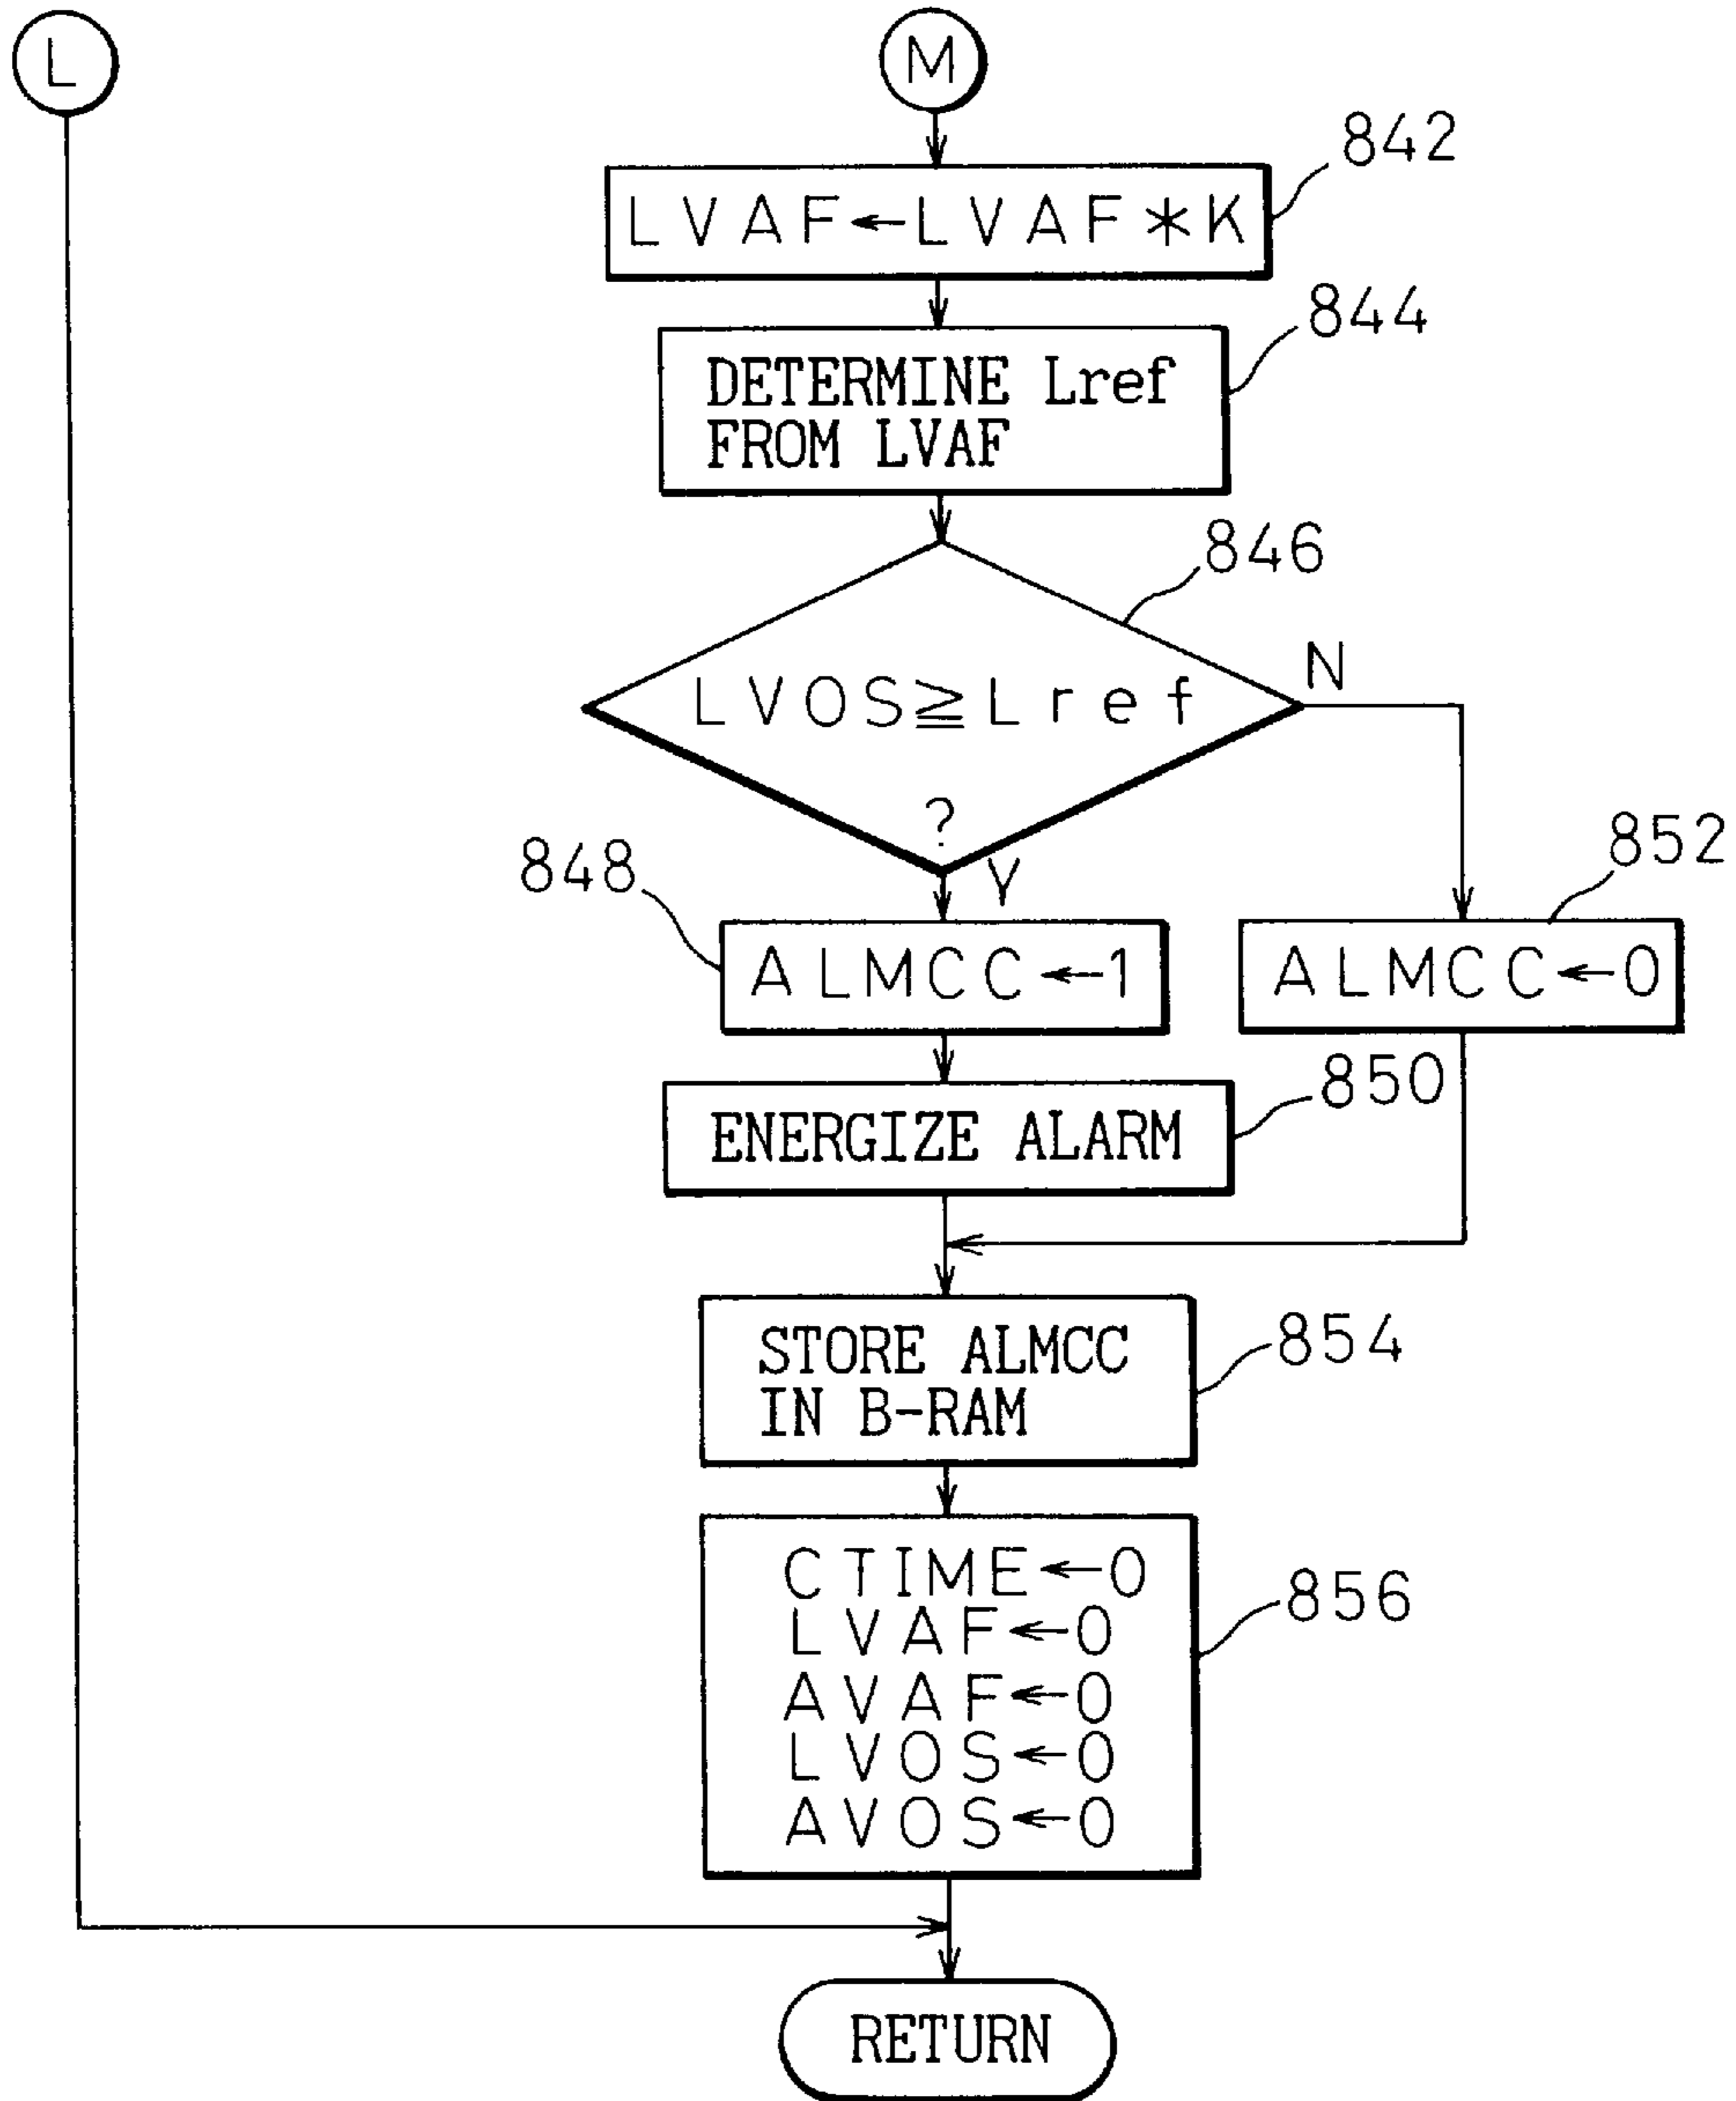 L
M
842
LVAF←LVAF*K
844
DETERMINE Lref
FROM LVAF
846
LVOS≧Lref
?
N
Y
848
ALMCC←1
852
ALMCC←0
850
ENERGIZE ALARM
854
STORE ALMCC
IN B-RAM
856
CTIME←0
LVAF←0
AVAF←0
LVOS←0
AVOS←0
RETURN